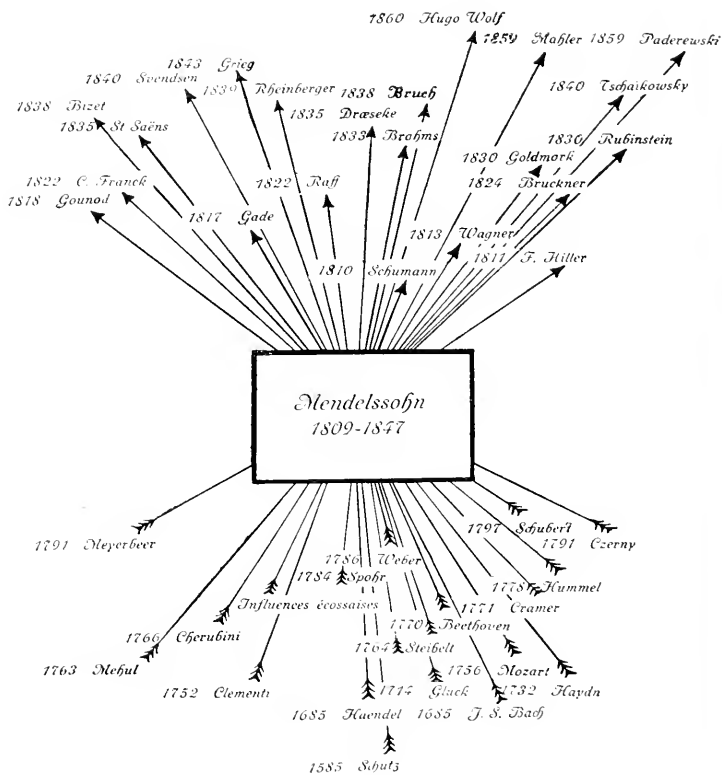 1860 Hugo Wolf
1859 Mahler
1859 Paderewski
1843 Grieg
1840 Svendsen
1839 Rheinberger
1838 Bruch
1840 Tschaikowsky
1838 Bizet
1835 Dræseke
1835 St Saëns
1833 Brahms
1830 Rubinstein
1830 Goldmark
1822 C. Franck
1822 Raff
1824 Bruckner
1818 Gounod
1817 Gade
1813 Wagner
1811 F. Hiller
1810 Schumann
Mendelssohn
1809-1847
1797 Schubert
1791 Meyerbeer
1791 Czerny
1786 Weber
1784 Spohr
1778 Hummel
Influences écossaises
1771 Cramer
1770 Beethoven
1766 Cherubini
1764 Steibelt
1763 Mehul
1756 Mozart
1752 Clementi
1714 Gluck
1732 Haydn
1685 Haendel
1685 J. S. Bach
1585 Schutz